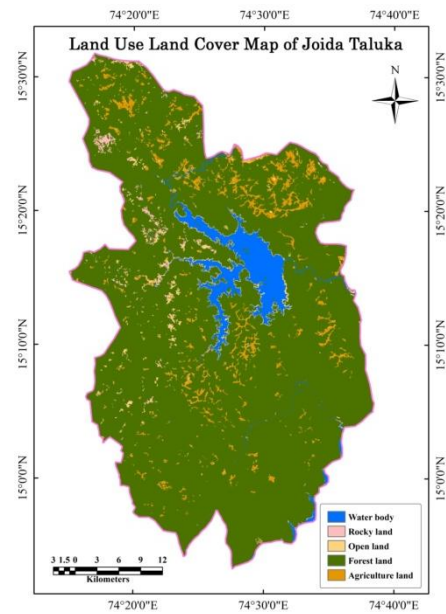 74°20'0"E 74°30'0"E 74°40'0"E
Land Use Land Cover Map of Joida Taluka
N
15°30'0"N 15°30'0"N
15°20'0"N 15°20'0"N
15°10'0"N 15°10'0"N
15°0'0"N 15°0'0"N
Water body
Rocky land
Open land
Forest land
Agriculture land
3 1.5 0 3 6 9 12
Kilometers
74°20'0"E 74°30'0"E 74°40'0"E